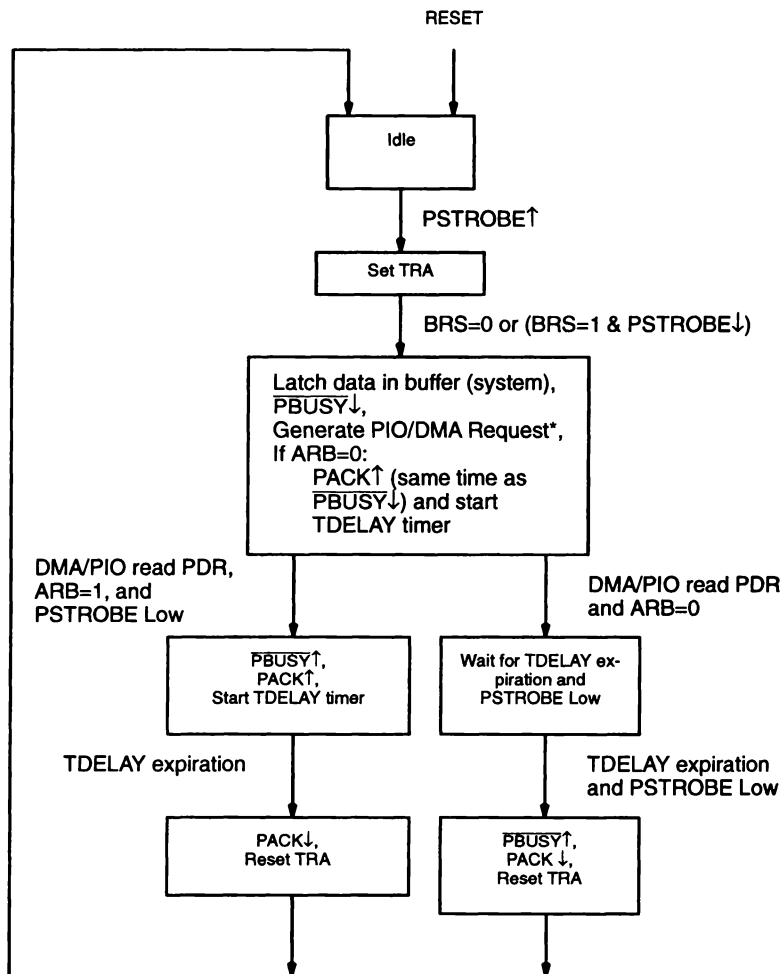 RESET
Idle
PSTROBE↑
Set TRA
BRS=0 or (BRS=1 & PSTROBE↓)
Latch data in buffer (system),
PBUSY↓,
Generate PIO/DMA Request*,
If ARB=0:
PACK↑ (same time as
PBUSY↓) and start
TDELAY timer
DMA/PIO read PDR,
ARB=1, and
PSTROBE Low
DMA/PIO read PDR
and ARB=0
PBUSY↑,
PACK↑,
Start TDELAY timer
Wait for TDELAY ex-
piration and
PSTROBE Low
TDELAY expiration
TDELAY expiration
and PSTROBE Low
PACK↓,
Reset TRA
PBUSY↑,
PACK ↓,
Reset TRA